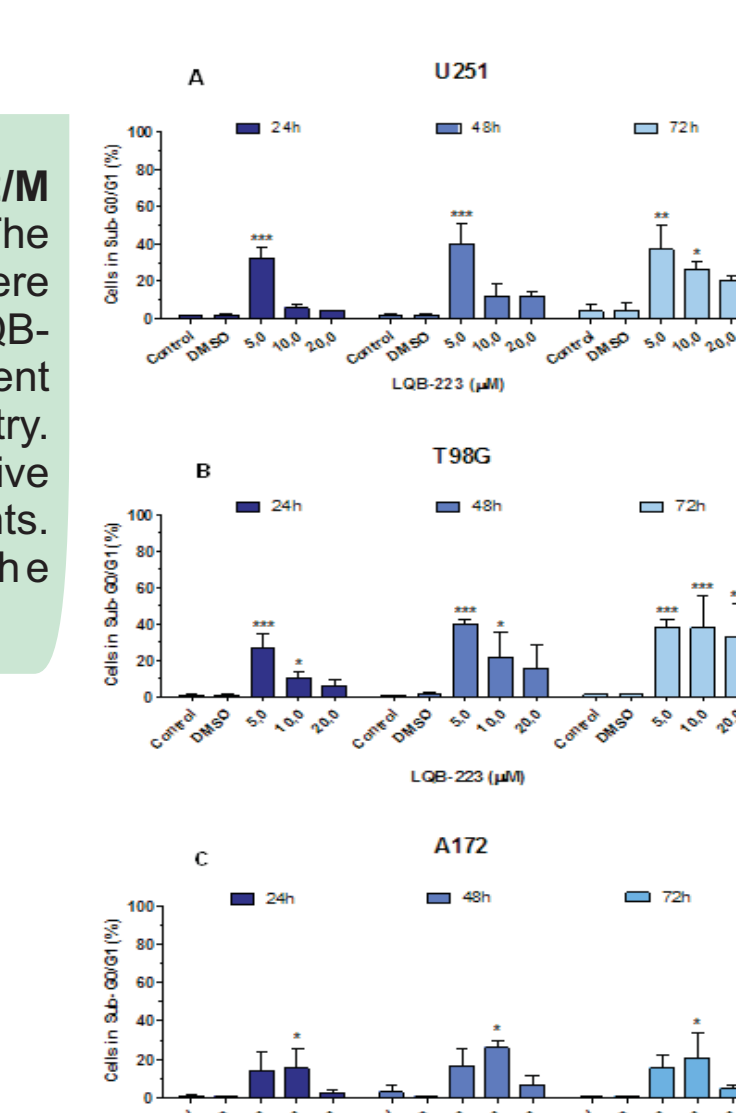 /M
he
ere
QB-
ent
try.
ive
nts.
he
A
U251
24h
48h
72h
Cells in Sub-G0/G1 (%)
100
80
60
40
20
0
***
***
**
*
Control
DMSO
5,0
10,0
20,0
Control
DMSO
5,0
10,0
20,0
Control
DMSO
5,0
10,0
20,0
LQB-223 (µM)
B
T98G
24h
48h
72h
Cells in Sub-G0/G1 (%)
100
80
60
40
20
0
***
*
***
*
***
***
Control
DMSO
5,0
10,0
20,0
Control
DMSO
5,0
10,0
20,0
Control
DMSO
5,0
10,0
LQB-223 (µM)
C
A172
24h
48h
72h
Cells in Sub-G0/G1 (%)
100
80
60
40
20
0
*
*
*